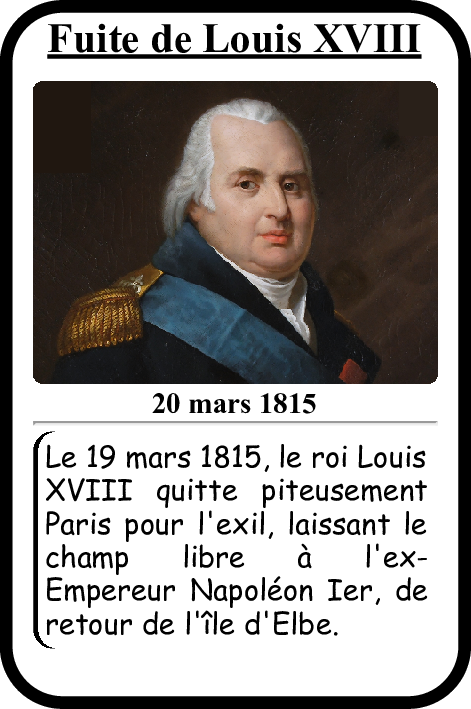 Fuite de Louis XVIII
20 mars 1815
Le 19 mars 1815, le roi Louis
XVIII quitte piteusement
Paris pour l'exil, laissant le
champ libre à l'ex-
Empereur Napoléon Ier, de
retour de l'île d'Elbe.